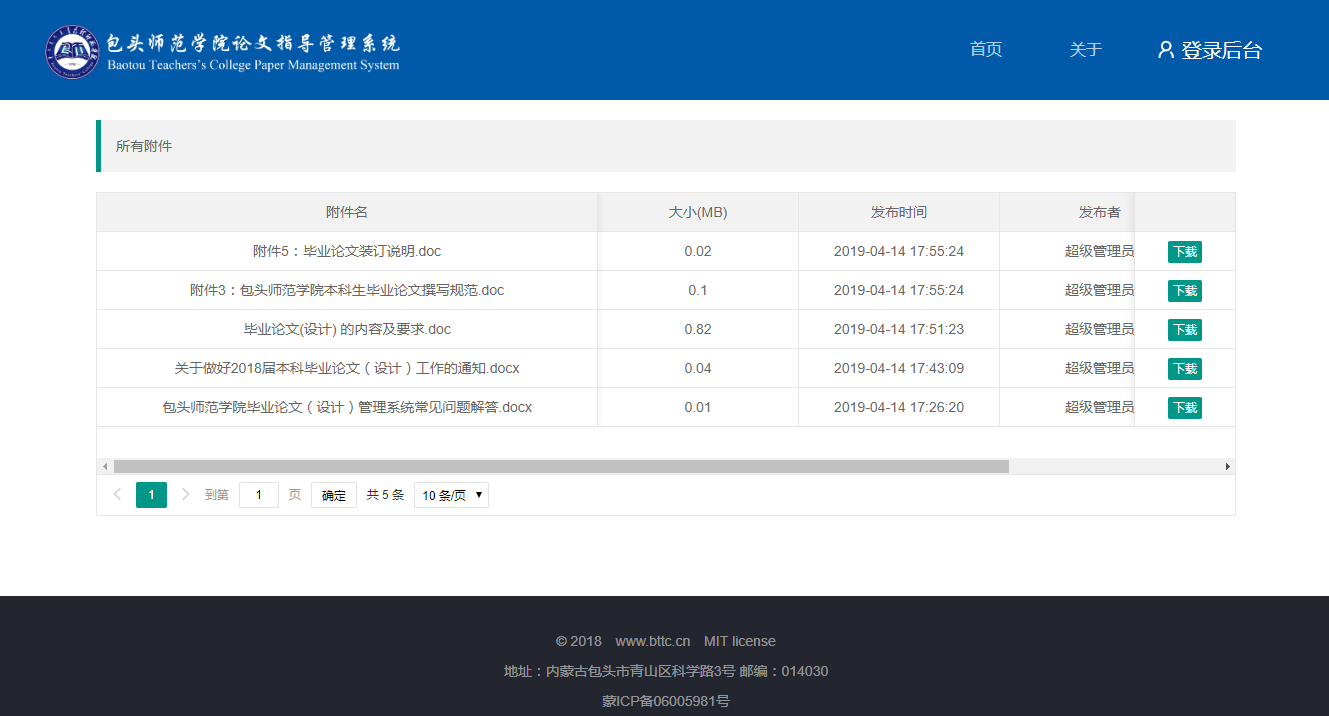 包头师范学院论文指导管理系统
Baotou Teachers's College Paper Management System
首页 关于 登录后台
所有附件
附件名 大小(MB) 发布时间 发布者
附件5：毕业论文装订说明.doc 0.02 2019-04-14 17:55:24 超级管理员 下载
附件3：包头师范学院本科生毕业论文撰写规范.doc 0.1 2019-04-14 17:55:24 超级管理员 下载
毕业论文(设计) 的内容及要求.doc 0.82 2019-04-14 17:51:23 超级管理员 下载
关于做好2018届本科毕业论文（设计）工作的通知.docx 0.04 2019-04-14 17:43:09 超级管理员 下载
包头师范学院毕业论文（设计）管理系统常见问题解答.docx 0.01 2019-04-14 17:26:20 超级管理员 下载
1 到第 1 页 确定 共 5 条 10 条/页
© 2018 www.bttc.cn MIT license
地址：内蒙古包头市青山区科学路3号 邮编：014030
蒙ICP备06005981号